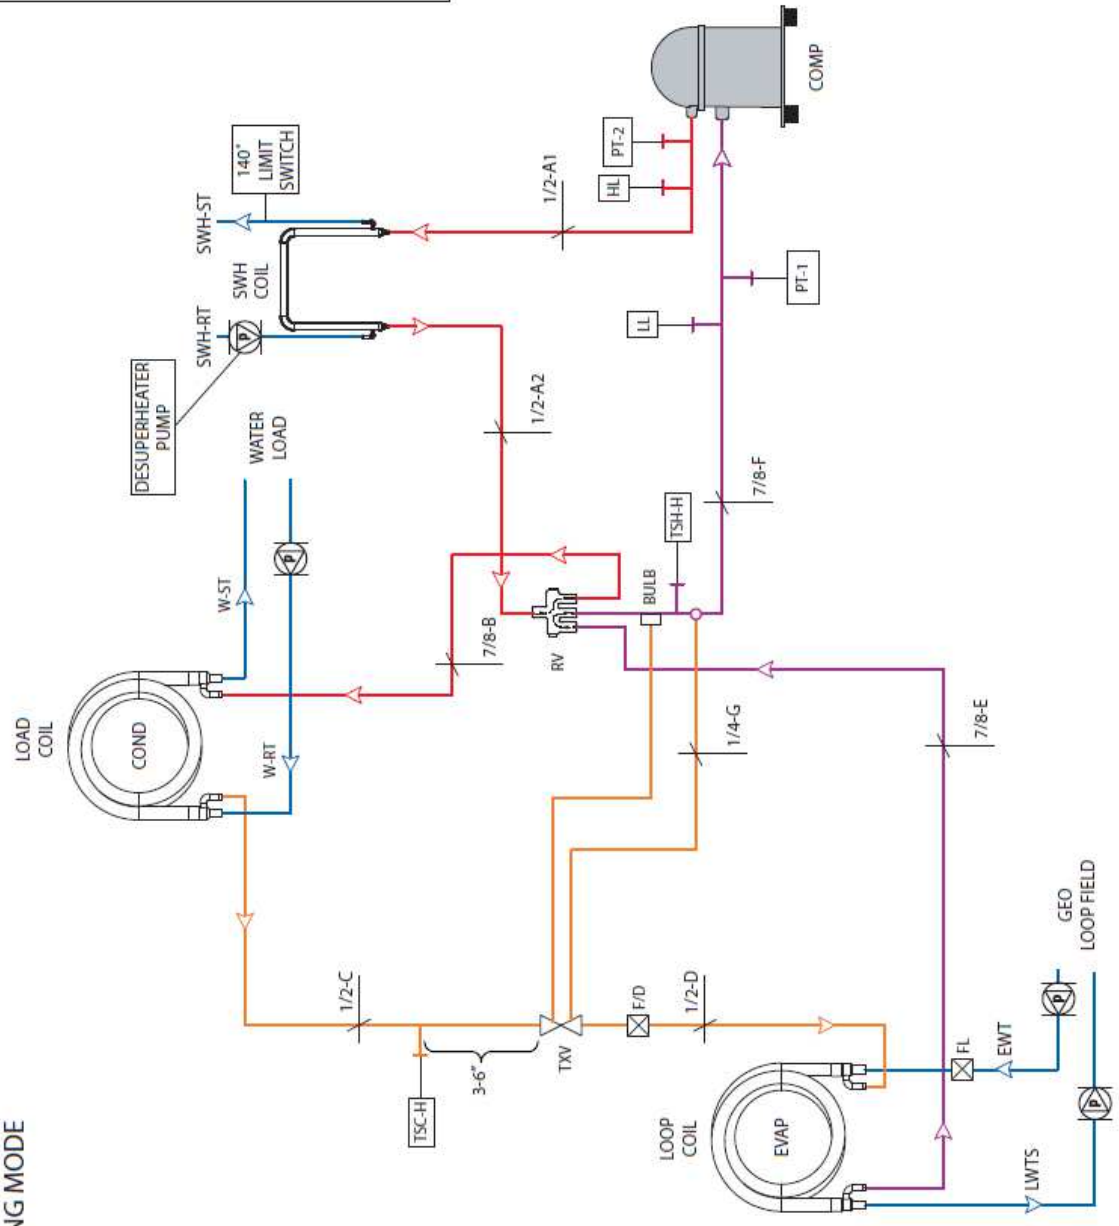 NG MODE
LOAD
COIL
COND
W-ST
W-RT
WATER
LOAD
DESUPERHEATER
PUMP
P
SWH-RT
P
SWH
COIL
SWH-ST
140°
LIMIT
SWITCH
1/2-A1
1/2-A2
PT-2
HL
COMP
PT-1
LL
7/8-F
TSH-H
BULB
RV
7/8-B
1/4-G
7/8-E
1/2-C
TSC-H
3-6"
TXV
F/D
1/2-D
LOOP
COIL
EVAP
FL
EWT
LWTS
P
P
GEO
LOOP FIELD